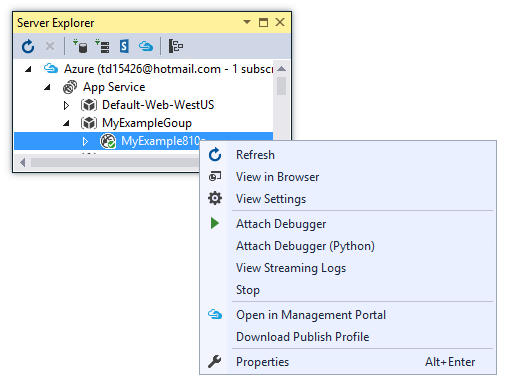 Server Explorer
Azure (td15426@hotmail.com - 1 subscr
App Service
Default-Web-WestUS
MyExampleGoup
MyExample810
Refresh
View in Browser
View Settings
Attach Debugger
Attach Debugger (Python)
View Streaming Logs
Stop
Open in Management Portal
Download Publish Profile
Properties Alt+Enter